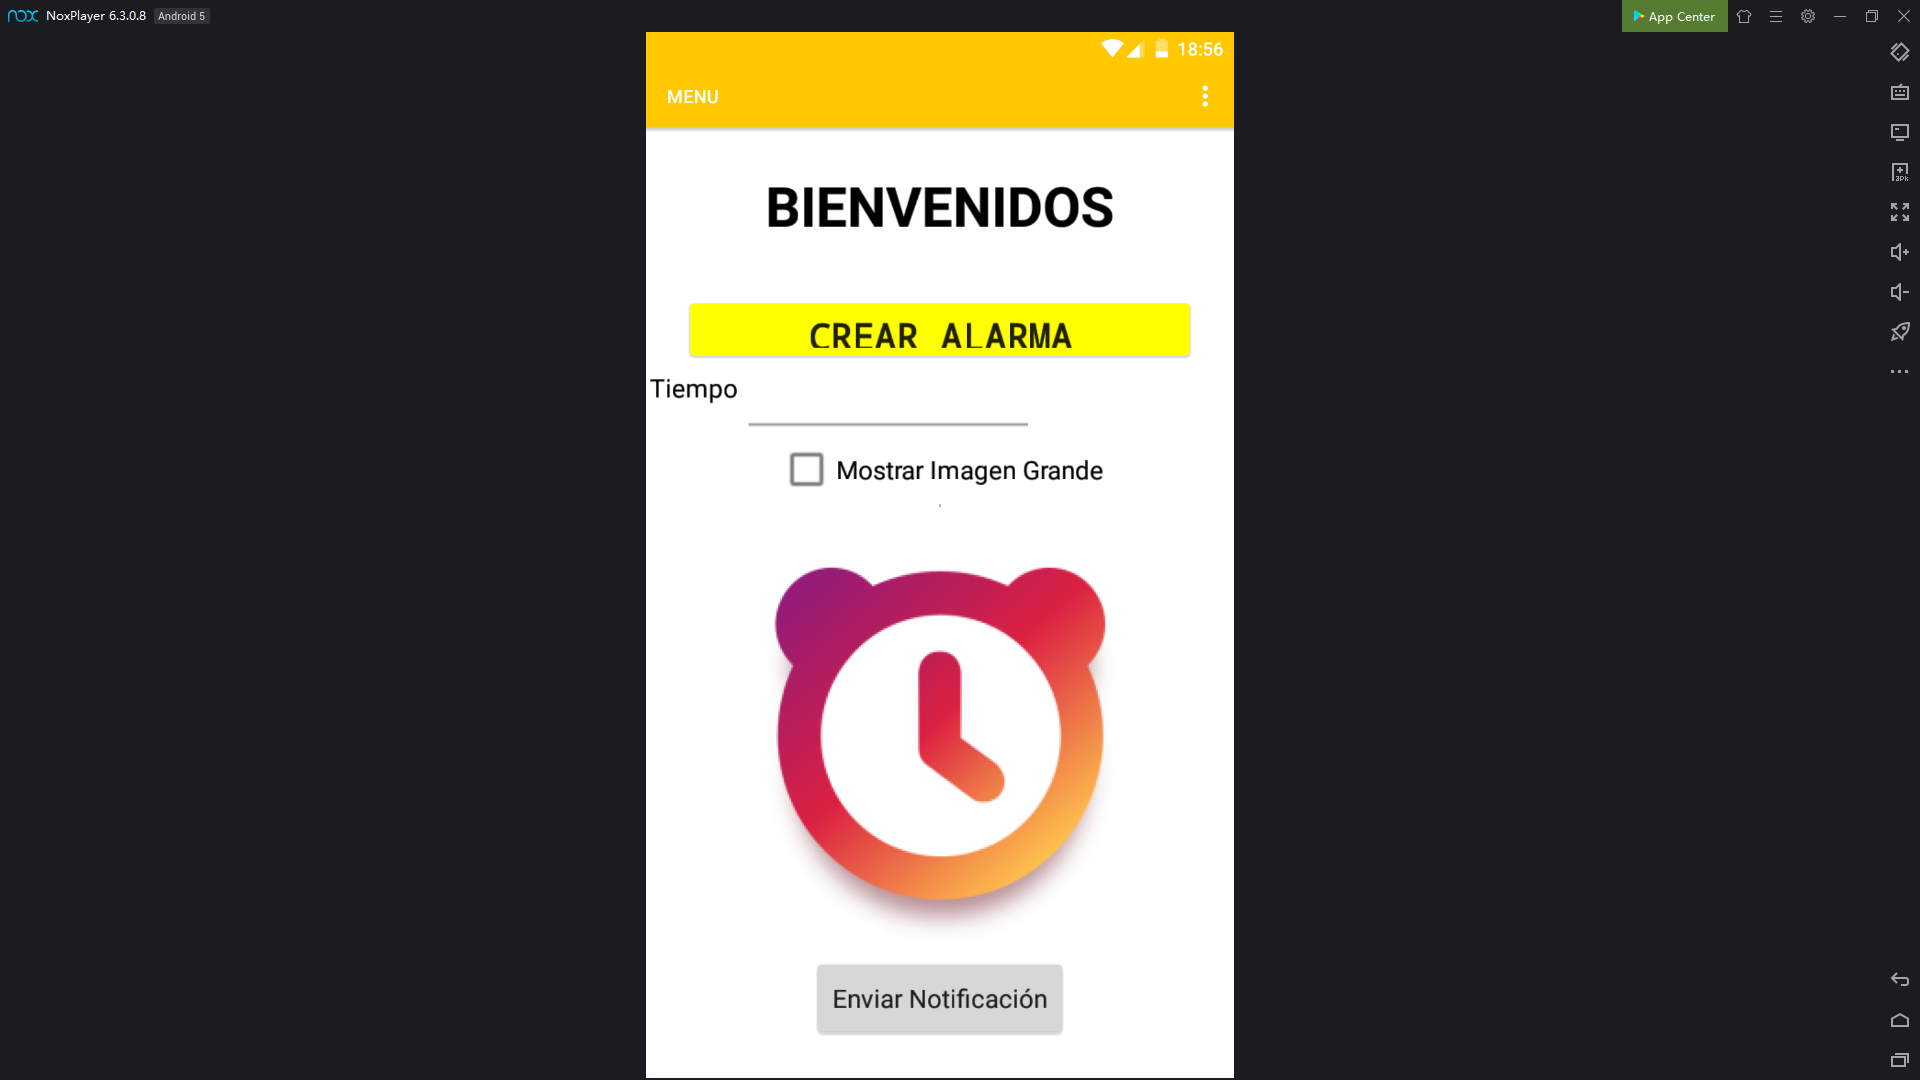 nox NoxPlayer 6.3.0.8 Android 5 App Center
18:56
MENU
BIENVENIDOS
CREAR ALARMA
Tiempo
Mostrar Imagen Grande
Enviar Notificación